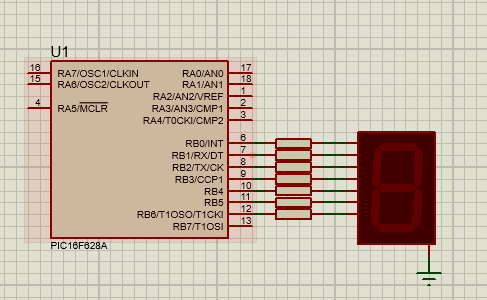 U1
16 RA7/OSC1/CLKIN RA0/AN0 17
15 RA6/OSC2/CLKOUT RA1/AN1 18
RA2/AN2/VREF 1
4 RA5/MCLR RA3/AN3/CMP1 2
RA4/T0CKI/CMP2 3
RB0/INT 6
RB1/RX/DT 7
RB2/TX/CK 8
RB3/CCP1 9
RB4 10
RB5 11
RB6/T1OSO/T1CKI 12
RB7/T1OSI 13
PIC16F628A